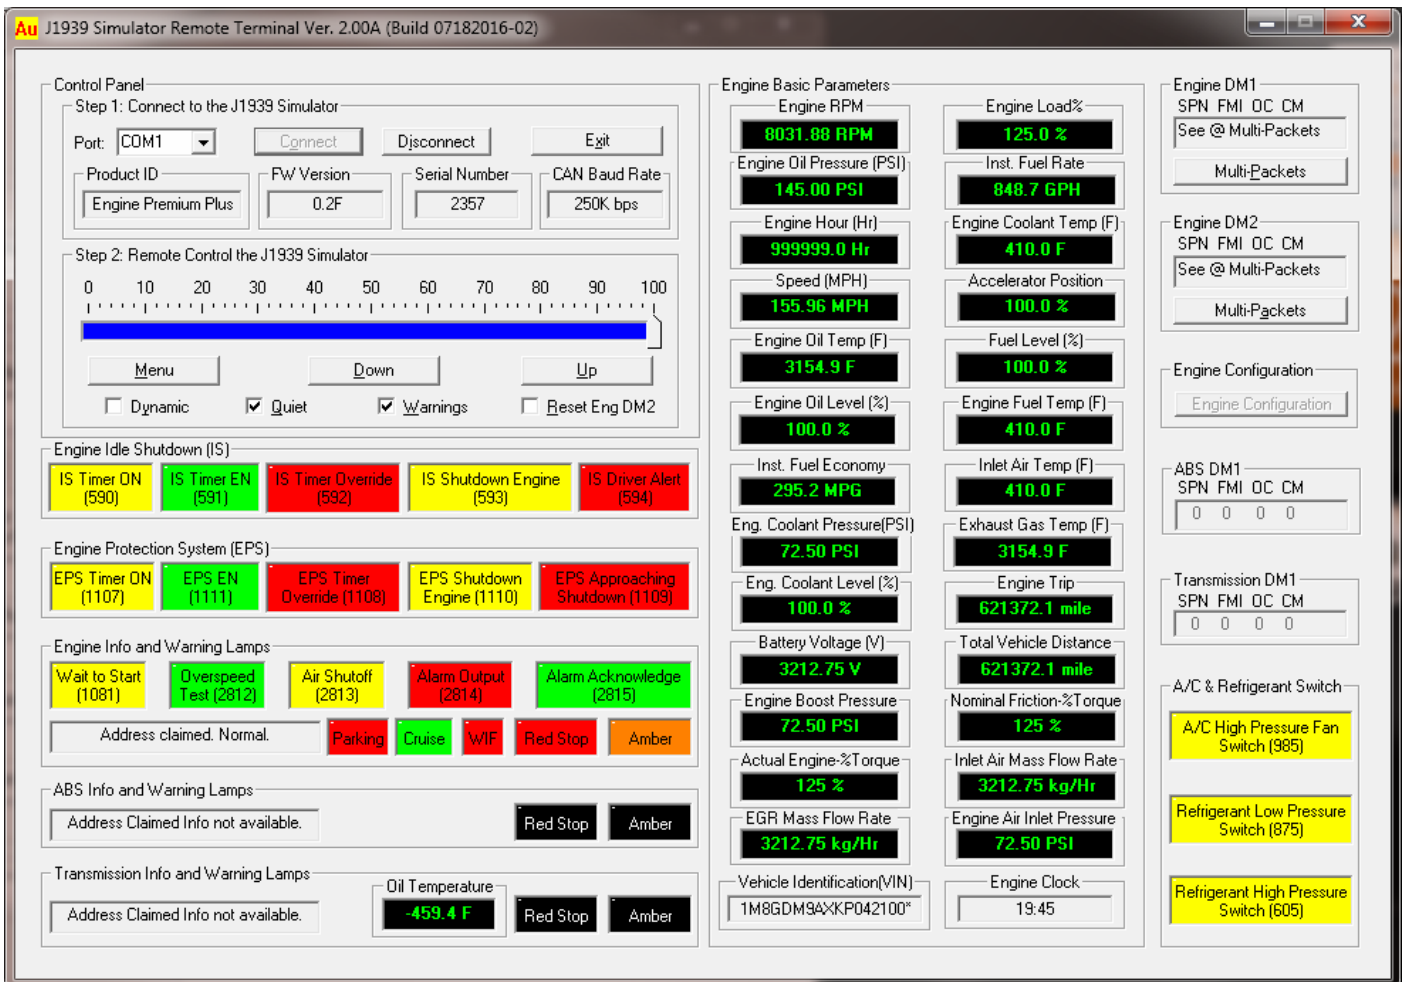 Au J1939 Simulator Remote Terminal Ver. 2.00A (Build 07182016-02)
Control Panel
Step 1: Connect to the J1939 Simulator
Port: COM1 Connect Disconnect Exit
Product ID FW Version Serial Number CAN Baud Rate
Engine Premium Plus 0.2F 2357 250K bps
Step 2: Remote Control the J1939 Simulator
0 10 20 30 40 50 60 70 80 90 100
Menu Down Up
Dynamic Quiet Warnings Reset Eng DM2
Engine Idle Shutdown (IS)
IS Timer ON
(590)
IS Timer EN
(591)
IS Timer Override
(592)
IS Shutdown Engine
(593)
IS Driver Alert
(594)
Engine Protection System (EPS)
EPS Timer ON
(1107)
EPS EN
(1111)
EPS Timer
Override (1108)
EPS Shutdown
Engine (1110)
EPS Approaching
Shutdown (1109)
Engine Info and Warning Lamps
Wait to Start
(1081)
Overspeed
Test (2812)
Air Shutoff
(2813)
Alarm Output
(2814)
Alarm Acknowledge
(2815)
Address claimed. Normal. Parking Cruise WIF Red Stop Amber
ABS Info and Warning Lamps
Address Claimed Info not available. Red Stop Amber
Transmission Info and Warning Lamps
Oil Temperature
Address Claimed Info not available. -459.4 F Red Stop Amber
Engine Basic Parameters
Engine RPM Engine Load%
8031.88 RPM 125.0 %
Engine Oil Pressure (PSI) Inst. Fuel Rate
145.00 PSI 848.7 GPH
Engine Hour (Hr) Engine Coolant Temp (F)
999999.0 Hr 410.0 F
Speed (MPH) Accelerator Position
155.96 MPH 100.0 %
Engine Oil Temp (F) Fuel Level (%)
3154.9 F 100.0 %
Engine Oil Level (%) Engine Fuel Temp (F)
100.0 % 410.0 F
Inst. Fuel Economy Inlet Air Temp (F)
295.2 MPG 410.0 F
Eng. Coolant Pressure(PSI) Exhaust Gas Temp (F)
72.50 PSI 3154.9 F
Eng. Coolant Level (%) Engine Trip
100.0 % 621372.1 mile
Battery Voltage (V) Total Vehicle Distance
3212.75 V 621372.1 mile
Engine Boost Pressure Nominal Friction-%Torque
72.50 PSI 125 %
Actual Engine-%Torque Inlet Air Mass Flow Rate
125 % 3212.75 kg/Hr
EGR Mass Flow Rate Engine Air Inlet Pressure
3212.75 kg/Hr 72.50 PSI
Vehicle Identification(VIN) Engine Clock
1M8GDM9AXKP042100* 19:45
Engine DM1
SPN FMI OC CM
See @ Multi-Packets
Multi-Packets
Engine DM2
SPN FMI OC CM
See @ Multi-Packets
Multi-Packets
Engine Configuration
Engine Configuration
ABS DM1
SPN FMI OC CM
0 0 0 0
Transmission DM1
SPN FMI OC CM
0 0 0 0
A/C & Refrigerant Switch
A/C High Pressure Fan
Switch (985)
Refrigerant Low Pressure
Switch (875)
Refrigerant High Pressure
Switch (605)